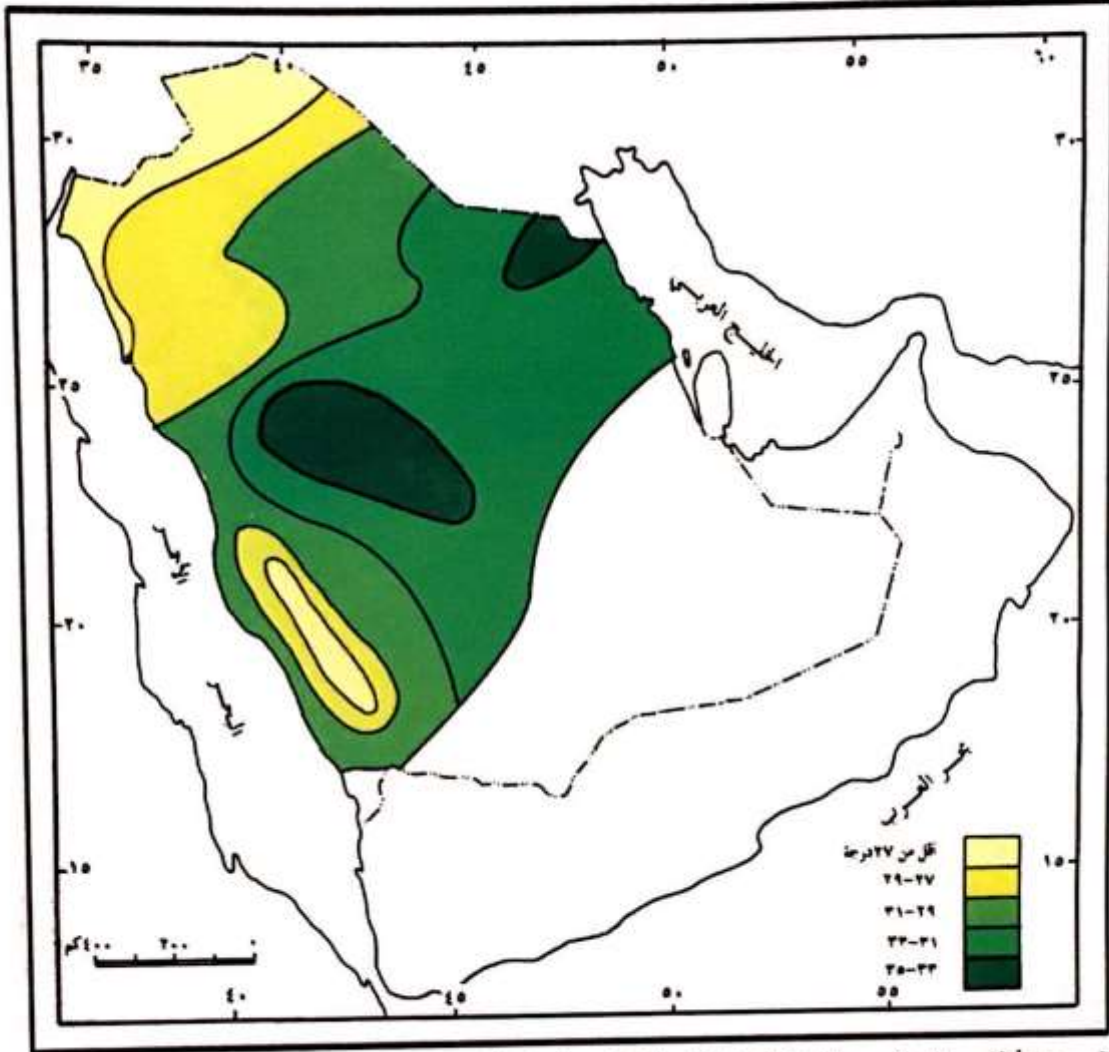 ٣٥ ٤٠ ٤٥ ٥٠ ٥٥ ٦٠
٣٠ ٣٠
الخليج العربي
٢٥ ٢٥
البحر
٢٠ ٢٠
بحر العرب
أقل من ٢٧ درجة
١٥ ١٥
٢٧-٢٩
٢٩-٣١
٣١-٣٣
٣٣-٣٥
٠ ٢٠٠ ٤٠٠كم
٤٠ ٤٥ ٥٠ ٥٥